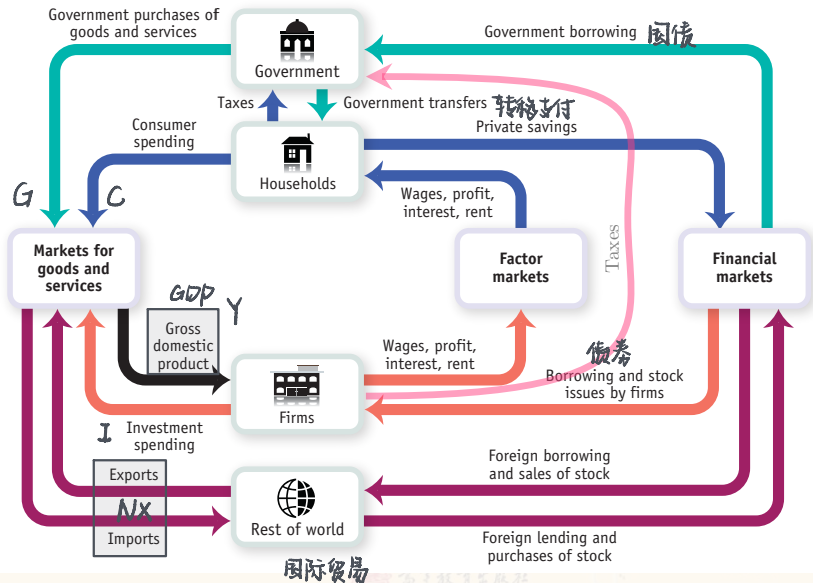 Government purchases of
goods and services
Government
Government borrowing 国债
Taxes
Government transfers 转移支付
Consumer
spending
Private savings
Households
Wages, profit,
interest, rent
G
C
Markets for
goods and
services
Factor
markets
Financial
markets
Taxes
GDP Y
Gross
domestic
product
Wages, profit,
interest, rent
Borrowing and stock
issues by firms
Firms
I Investment
spending
Exports
NX
Imports
Foreign borrowing
and sales of stock
Rest of world
Foreign lending and
purchases of stock
国际贸易